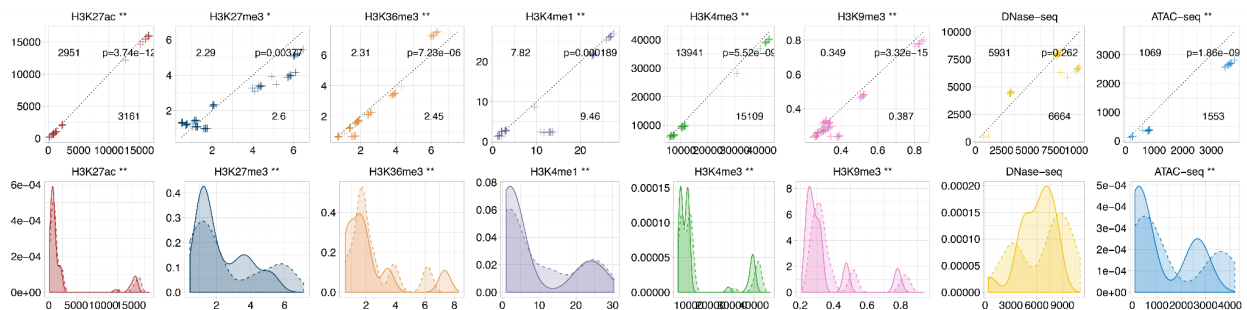 H3K27ac **
H3K27me3 *
H3K36me3 **
H3K4me1 **
H3K4me3 **
H3K9me3 **
DNase-seq
ATAC-seq **
15000
10000
5000
0
2951
p=3.74e-12
3161
0 5000 10000 15000
6
4
2
2.29
p=0.00377
2.6
2 4 6
6
4
2
2.31
p=7.23e-06
2.45
2 4 6
20
10
0
7.82
p=0.000189
9.46
0 10 20
40000
30000
20000
10000
13941
p=5.52e-09
15109
10000 20000 30000 40000
0.8
0.6
0.4
0.349
p=3.32e-15
0.387
0.4 0.6 0.8
10000
7500
5000
2500
0
5931
p=0.262
6664
0 2500 5000 7500 10000
3000
2000
1000
0
1069
p=1.86e-09
1553
0 1000 2000 3000
H3K27ac **
H3K27me3 **
H3K36me3 **
H3K4me1 **
H3K4me3 **
H3K9me3 **
DNase-seq
ATAC-seq **
6e-04
4e-04
2e-04
0e+00
0 5000 10000 15000
0.4
0.3
0.2
0.1
0.0
2 4 6
0.4
0.2
0.0
2 4 6 8
0.08
0.06
0.04
0.02
0.00
0 10 20 30
0.00015
0.00010
0.00005
0.00000
10000 20000 30000 40000
8
6
4
2
0
0.2 0.4 0.6 0.8
0.00020
0.00015
0.00010
0.00005
0.00000
0 3000 6000 9000
5e-04
4e-04
3e-04
2e-04
1e-04
0e+00
0 1000 2000 3000 4000